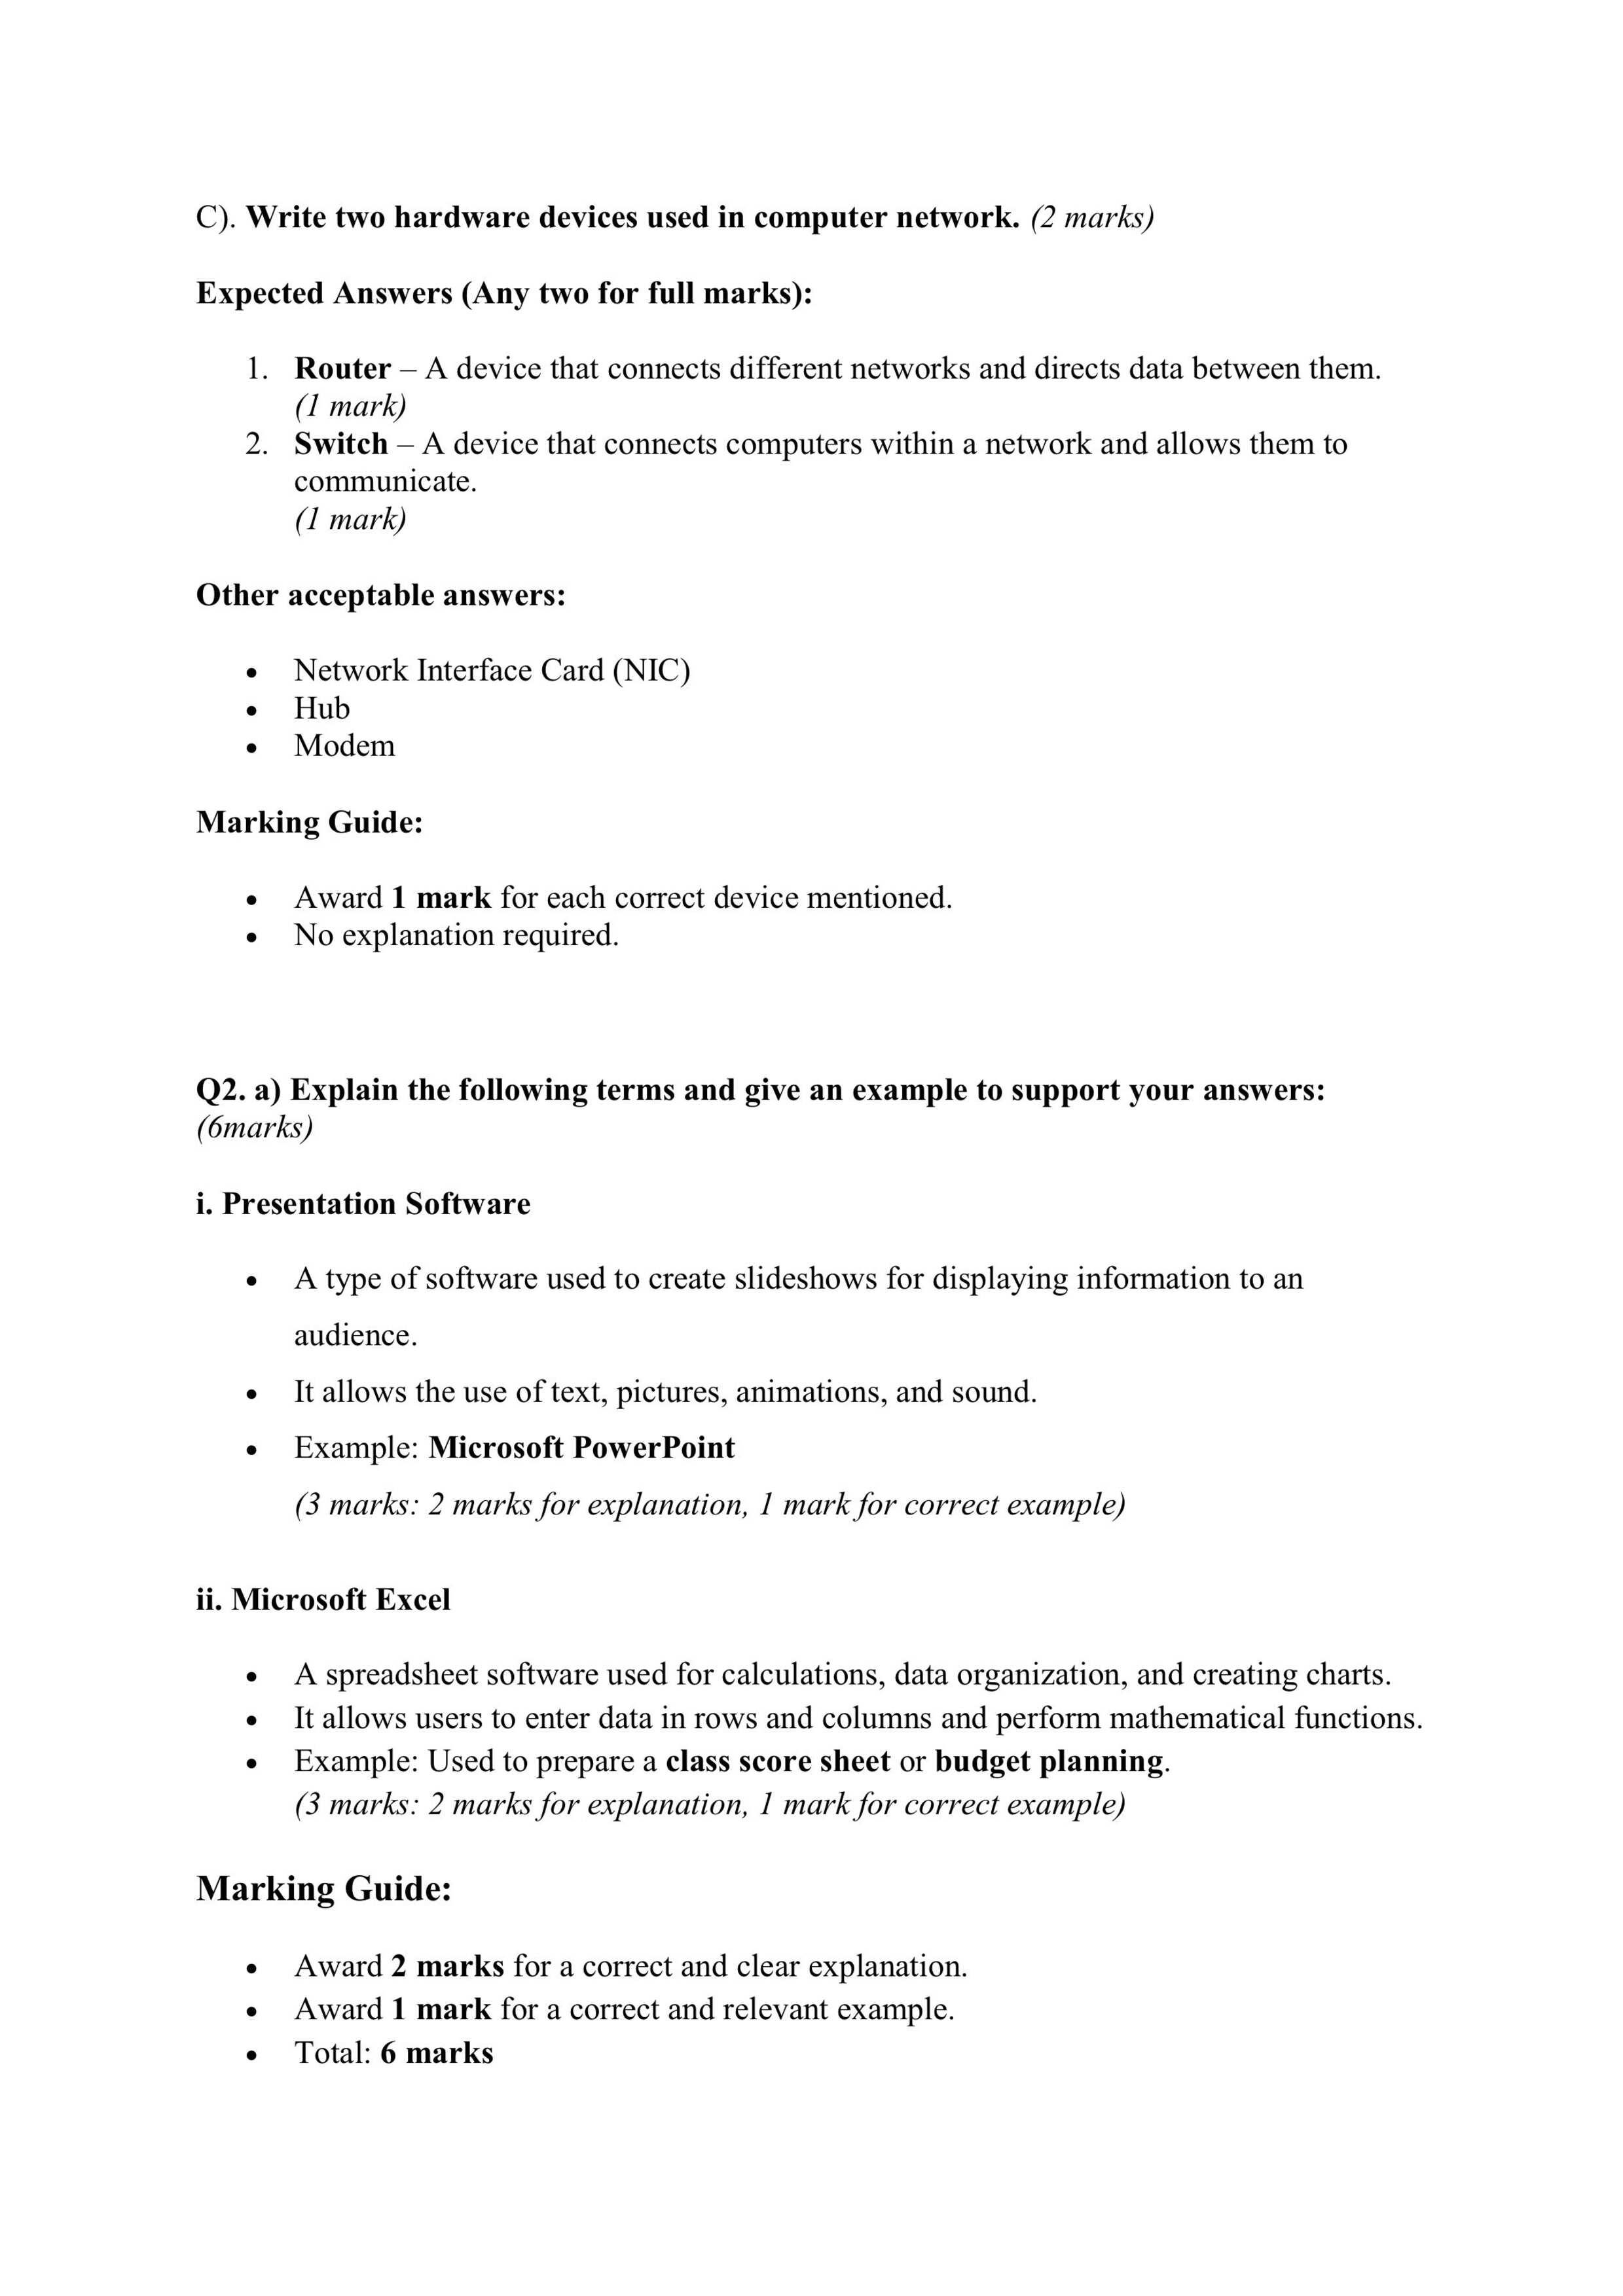 C). Write two hardware devices used in computer network. (2 marks)
Expected Answers (Any two for full marks):
1. Router – A device that connects different networks and directs data between them.
(1 mark)
2. Switch – A device that connects computers within a network and allows them to
communicate.
(1 mark)
Other acceptable answers:
• Network Interface Card (NIC)
• Hub
• Modem
Marking Guide:
• Award 1 mark for each correct device mentioned.
• No explanation required.
Q2. a) Explain the following terms and give an example to support your answers:
(6marks)
i. Presentation Software
• A type of software used to create slideshows for displaying information to an
audience.
• It allows the use of text, pictures, animations, and sound.
• Example: Microsoft PowerPoint
(3 marks: 2 marks for explanation, 1 mark for correct example)
ii. Microsoft Excel
• A spreadsheet software used for calculations, data organization, and creating charts.
• It allows users to enter data in rows and columns and perform mathematical functions.
• Example: Used to prepare a class score sheet or budget planning.
(3 marks: 2 marks for explanation, 1 mark for correct example)
Marking Guide:
• Award 2 marks for a correct and clear explanation.
• Award 1 mark for a correct and relevant example.
• Total: 6 marks